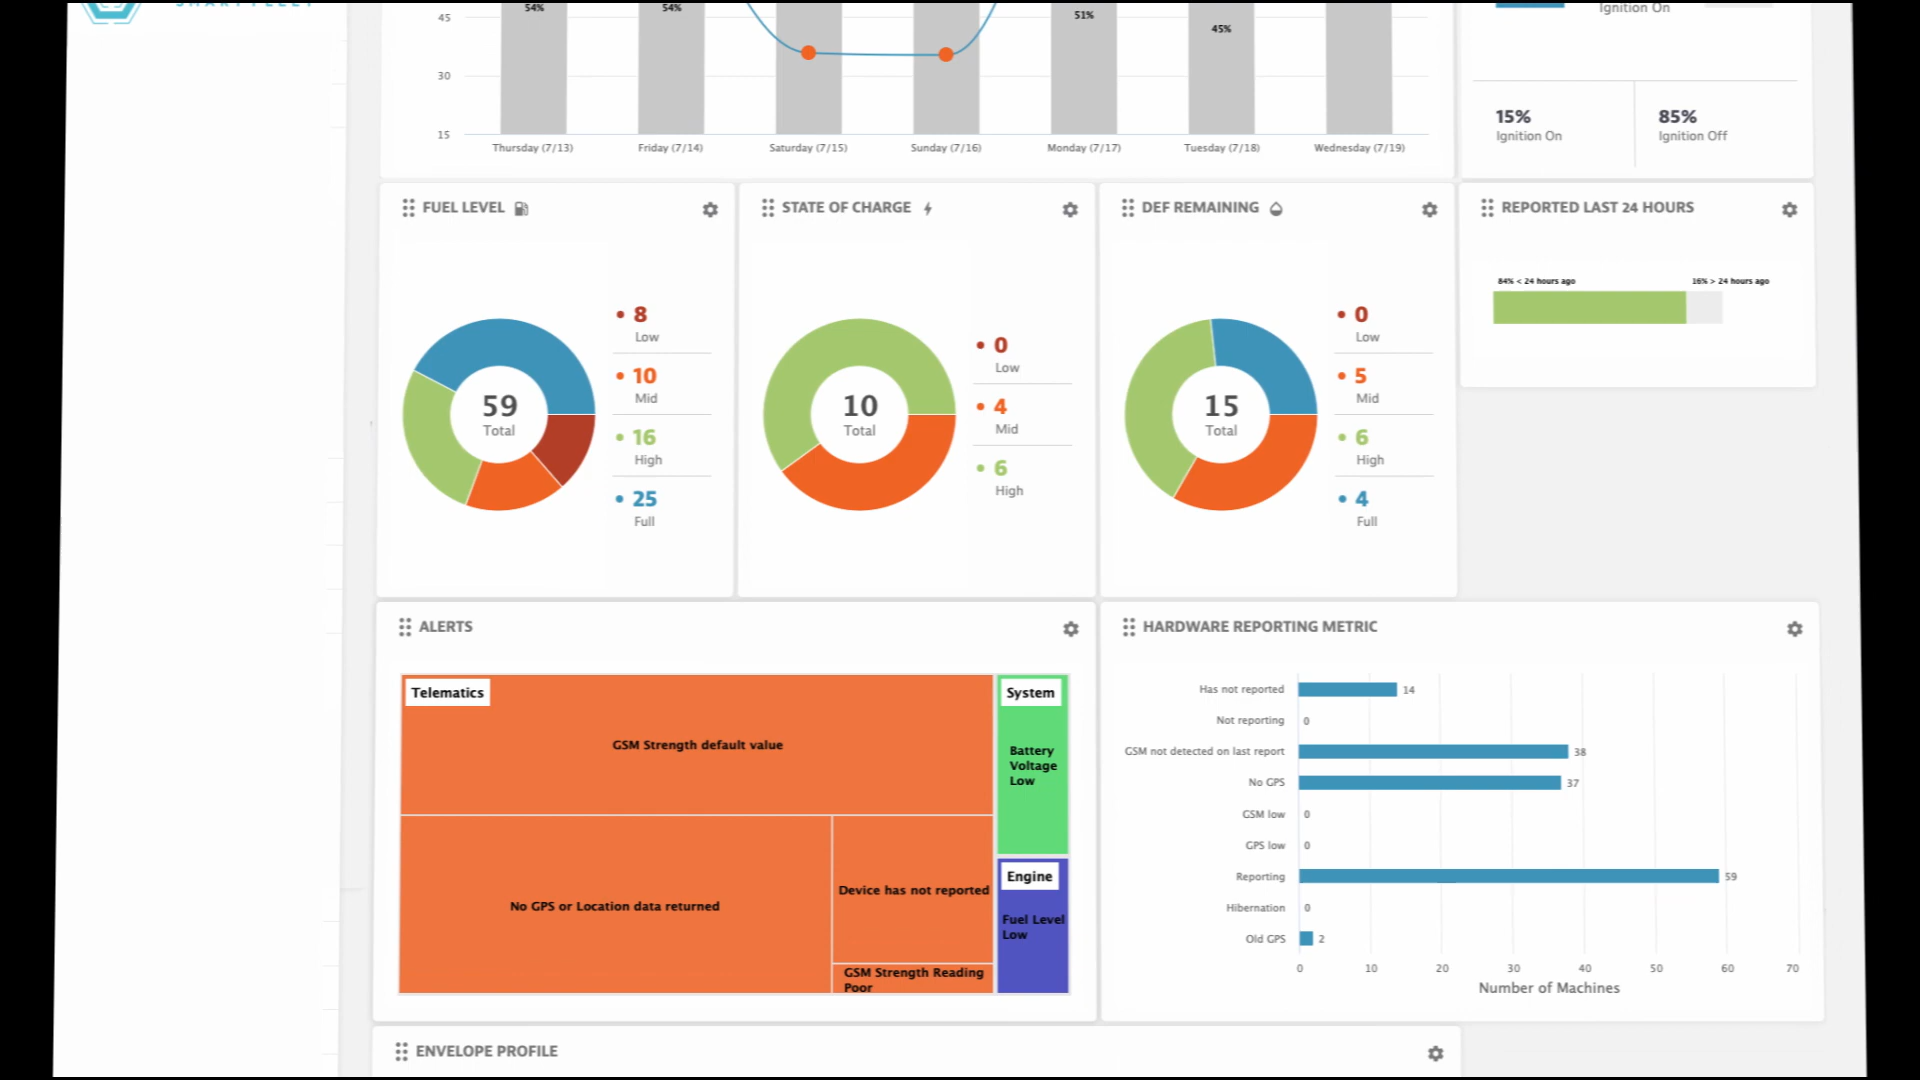 54%
54%
51%
45%
45
30
15
Thursday (7/13)
Friday (7/14)
Saturday (7/15)
Sunday (7/16)
Monday (7/17)
Tuesday (7/18)
Wednesday (7/19)
Ignition On
15%
Ignition On
85%
Ignition Off
FUEL LEVEL
59
Total
8
Low
10
Mid
16
High
25
Full
STATE OF CHARGE
10
Total
0
Low
4
Mid
6
High
DEF REMAINING
15
Total
0
Low
5
Mid
6
High
4
Full
REPORTED LAST 24 HOURS
84% < 24 hours ago
16% > 24 hours ago
ALERTS
Telematics
GSM Strength default value
No GPS or Location data returned
Device has not reported
GSM Strength Reading
Poor
System
Battery
Voltage
Low
Engine
Fuel Level
Low
HARDWARE REPORTING METRIC
Has not reported 14
Not reporting 0
GSM not detected on last report 38
No GPS 37
GSM low 0
GPS low 0
Reporting 59
Hibernation 0
Old GPS 2
0 10 20 30 40 50 60 70
Number of Machines
ENVELOPE PROFILE